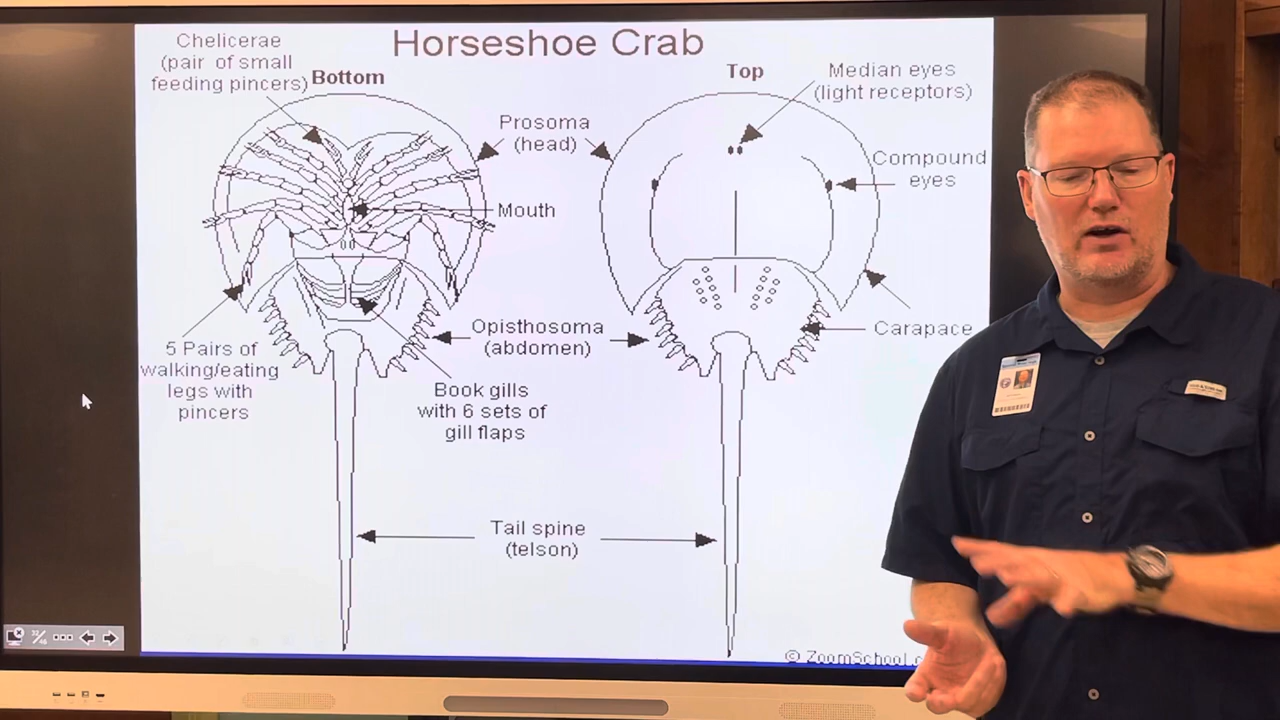 Horseshoe Crab
Chelicerae
(pair of small
feeding pincers)
Bottom
Top
Median eyes
(light receptors)
Prosoma
(head)
Compound
eyes
Mouth
Opisthosoma
(abdomen)
Carapace
5 Pairs of
walking/eating
legs with
pincers
Book gills
with 6 sets of
gill flaps
Tail spine
(telson)
© ZoomSchool.c